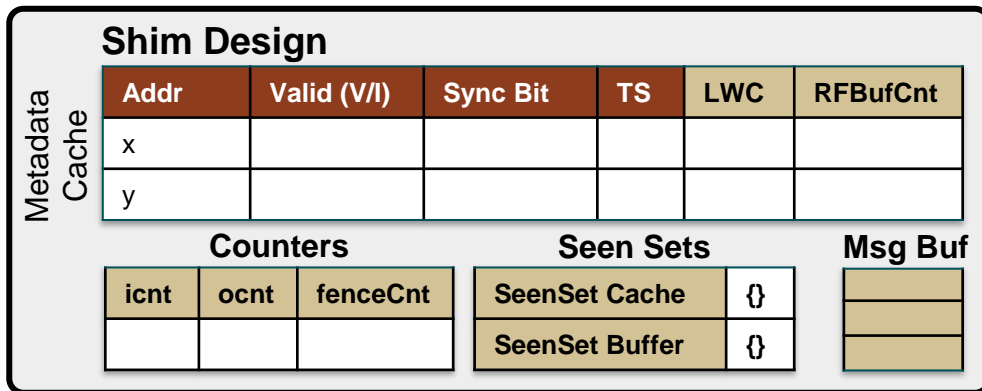 Shim Design
Metadata
Cache
Addr Valid (V/I) Sync Bit TS LWC RFBufCnt
x
y
Counters Seen Sets Msg Buf
icnt ocnt fenceCnt SeenSet Cache {}
SeenSet Buffer {}